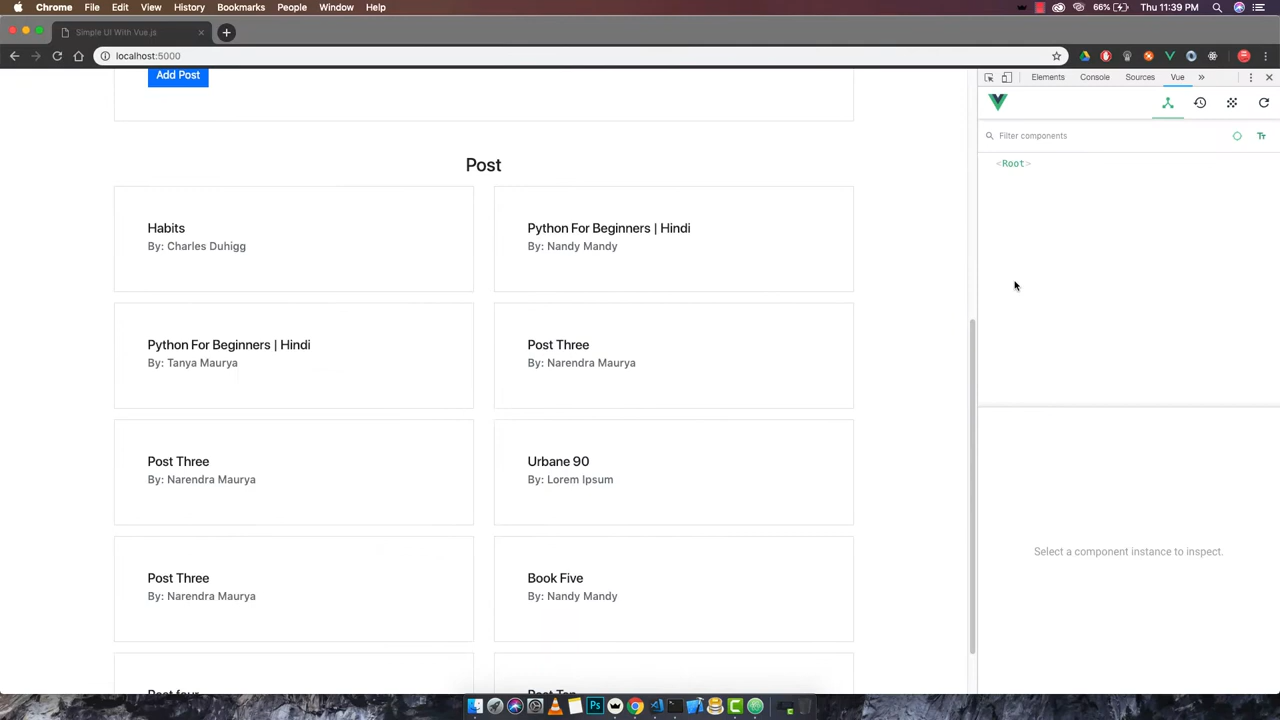 Chrome File Edit View History Bookmarks People Window Help 66% Thu 11:39 PM
Simple UI With Vue.js
localhost:5000
Elements Console Sources Vue
Add Post
Filter components
<Root>
Post
Habits
By: Charles Duhigg
Python For Beginners | Hindi
By: Nandy Mandy
Python For Beginners | Hindi
By: Tanya Maurya
Post Three
By: Narendra Maurya
Post Three
By: Narendra Maurya
Urbane 90
By: Lorem Ipsum
Post Three
By: Narendra Maurya
Book Five
By: Nandy Mandy
Post four
Post Ten
Select a component instance to inspect.